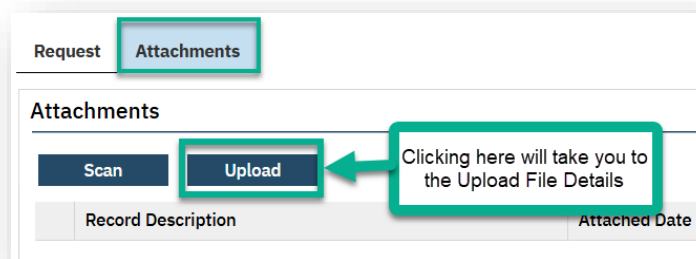 Request Attachments
Attachments
Scan Upload
Clicking here will take you to
the Upload File Details
Record Description Attached Date